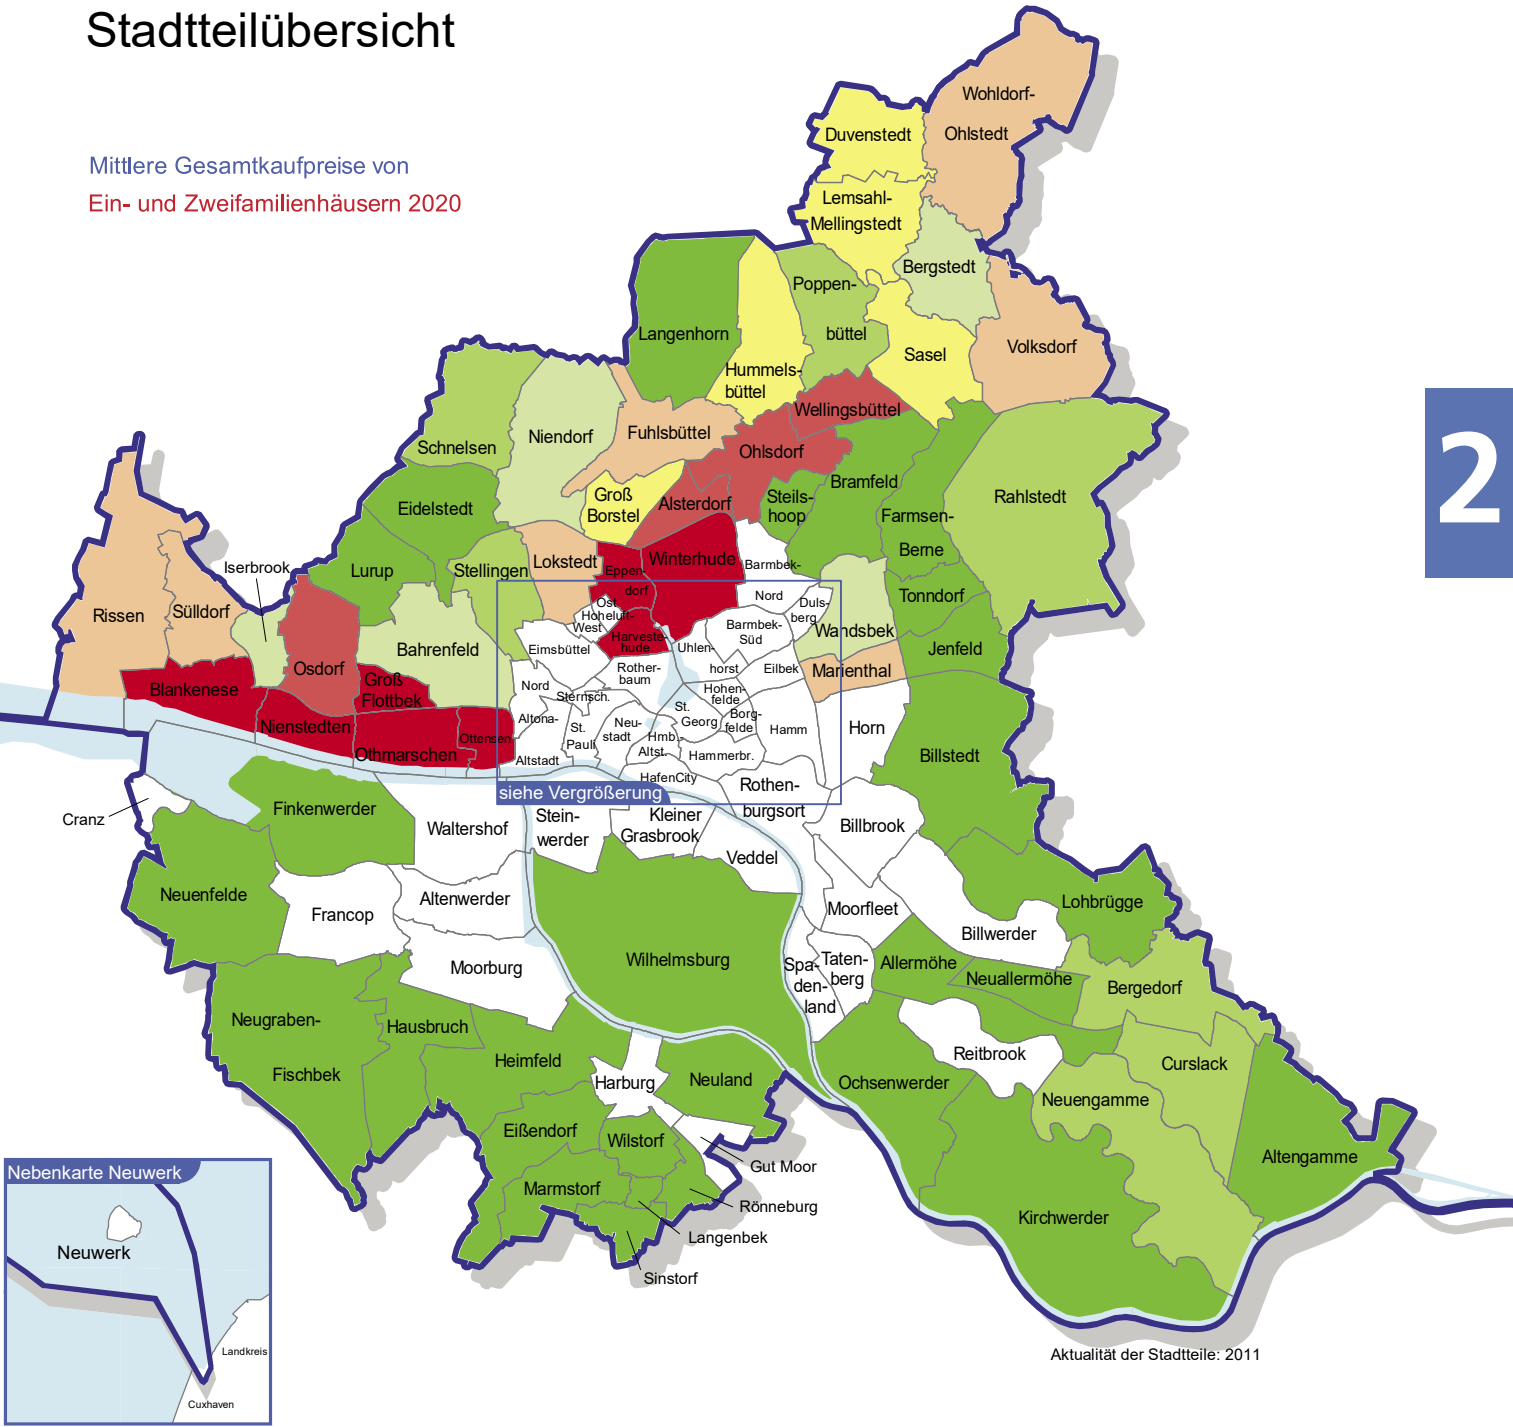 Stadtteilübersicht
Mittlere Gesamtkaufpreise von
Ein- und Zweifamilienhäusern 2020
2
Wohldorf-
Ohlstedt
Duvenstedt
Lemsahl-
Mellingstedt
Bergstedt
Poppen-
büttel
Langenhorn
Hummels-
büttel
Sasel
Volksdorf
Wellingsbüttel
Schnelsen
Niendorf
Fuhlsbüttel
Ohlsdorf
Bramfeld
Rahlstedt
Groß
Borstel
Alsterdorf
Steils-
hoop
Farmsen-
Berne
Eidelstedt
Lokstedt
Winterhude
Barmbek-
Nord
Iserbrook
Lurup
Stellingen
Eppen-
dorf
Tonndorf
Rissen
Sülldorf
Ost
Hoheluft-
West
Duls-
berg
Barmbek-
Süd
Wandsbek
Jenfeld
Bahrenfeld
Eimsbüttel
Harveste-
hude
Uhlen-
horst
Osdorf
Rother-
baum
Eilbek
Marienthal
Blankenese
Groß
Flottbek
Nord
Sternsch.
Hohen-
felde
Nienstedten
Othmarschen
Ottensen
Altona-
Altstadt
St.
Pauli
Neu-
stadt
Hmb.-
Altst.
St.
Georg
Borg-
felde
Hamm
Horn
Hammerbr.
Billstedt
HafenCity
siehe Vergrößerung
Rothen-
burgsort
Cranz
Finkenwerder
Waltershof
Stein-
werder
Kleiner
Grasbrook
Billbrook
Veddel
Neuenfelde
Francop
Altenwerder
Moorfleet
Lohbrügge
Billwerder
Moorburg
Wilhelmsburg
Spa-
den-
land
Taten-
berg
Allermöhe
Neuallermöhe
Bergedorf
Neugraben-
Fischbek
Hausbruch
Heimfeld
Harburg
Neuland
Reitbrook
Curslack
Ochsenwerder
Neuengamme
Eißendorf
Wilstorf
Gut Moor
Altengamme
Marmstorf
Rönneburg
Langenbek
Sinstorf
Kirchwerder
Nebenkarte Neuwerk
Neuwerk
Landkreis
Cuxhaven
Aktualität der Stadtteile: 2011